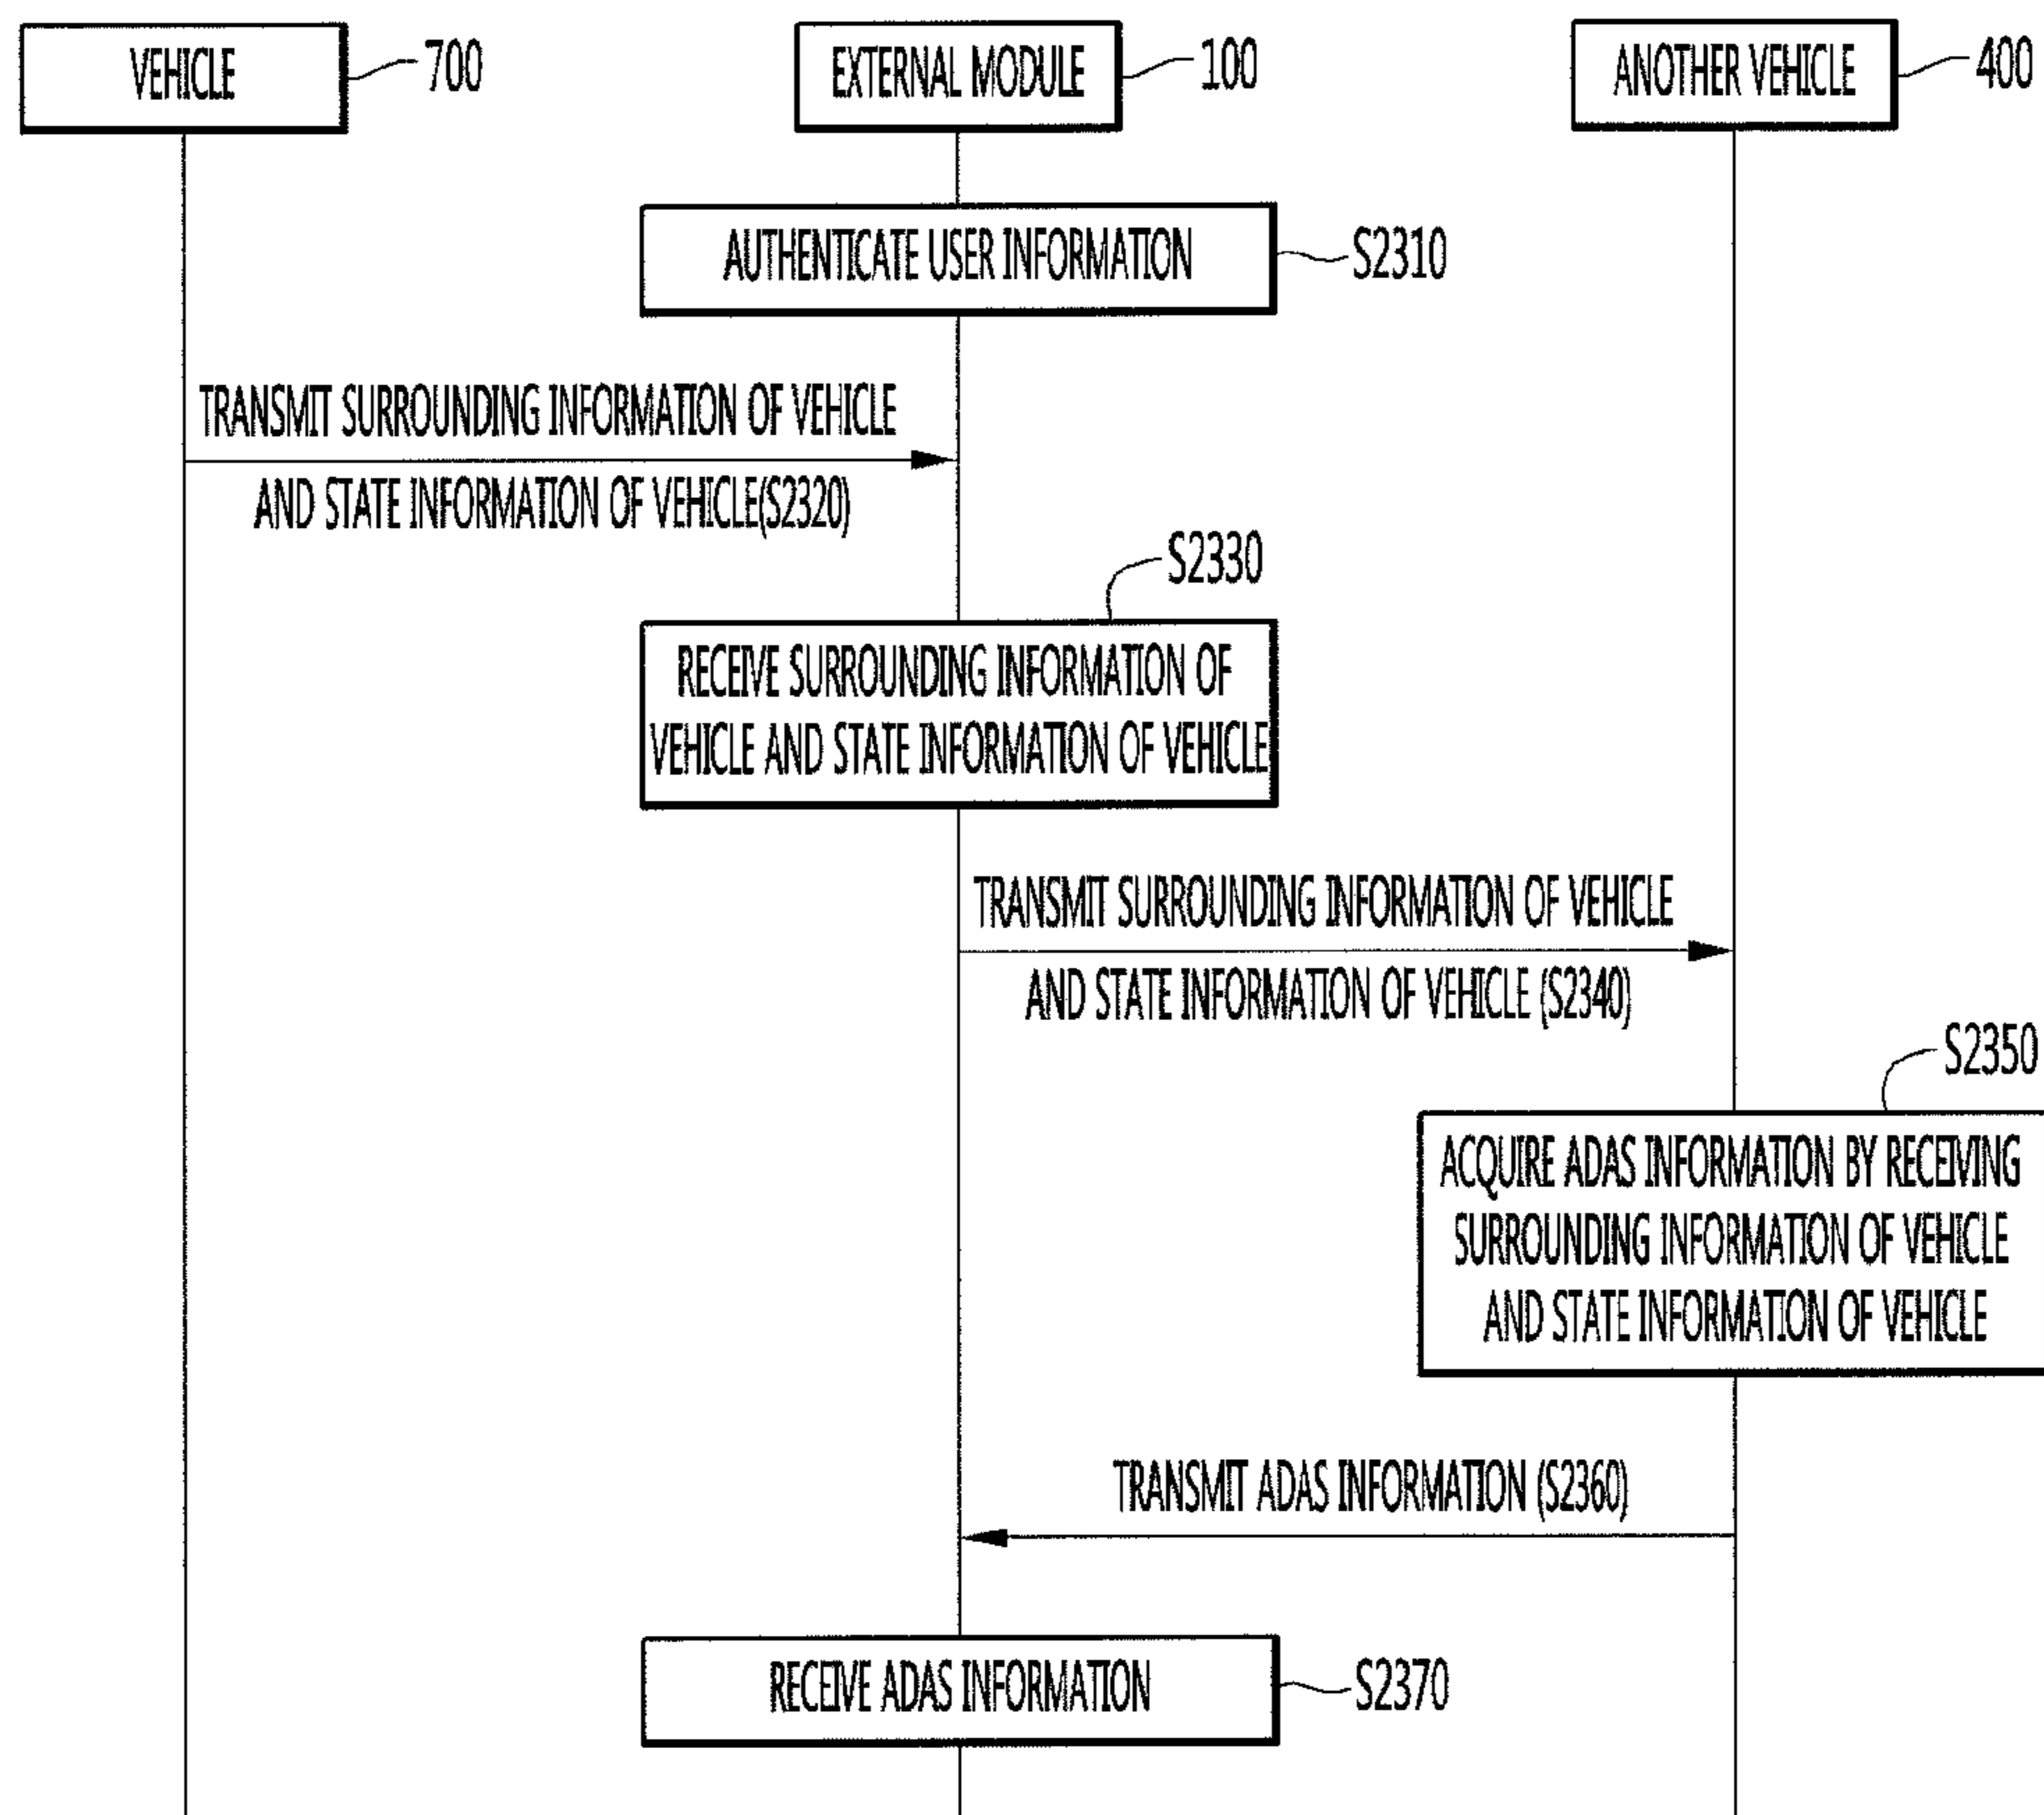 VEHICLE
700
EXTERNAL MODULE
100
ANOTHER VEHICLE
400
AUTHENTICATE USER INFORMATION
S2310
TRANSMIT SURROUNDING INFORMATION OF VEHICLE
AND STATE INFORMATION OF VEHICLE(S2320)
S2330
RECEIVE SURROUNDING INFORMATION OF
VEHICLE AND STATE INFORMATION OF VEHICLE
TRANSMIT SURROUNDING INFORMATION OF VEHICLE
AND STATE INFORMATION OF VEHICLE (S2340)
S2350
ACQUIRE ADAS INFORMATION BY RECEIVING
SURROUNDING INFORMATION OF VEHICLE
AND STATE INFORMATION OF VEHICLE
TRANSMIT ADAS INFORMATION (S2360)
RECEIVE ADAS INFORMATION
S2370